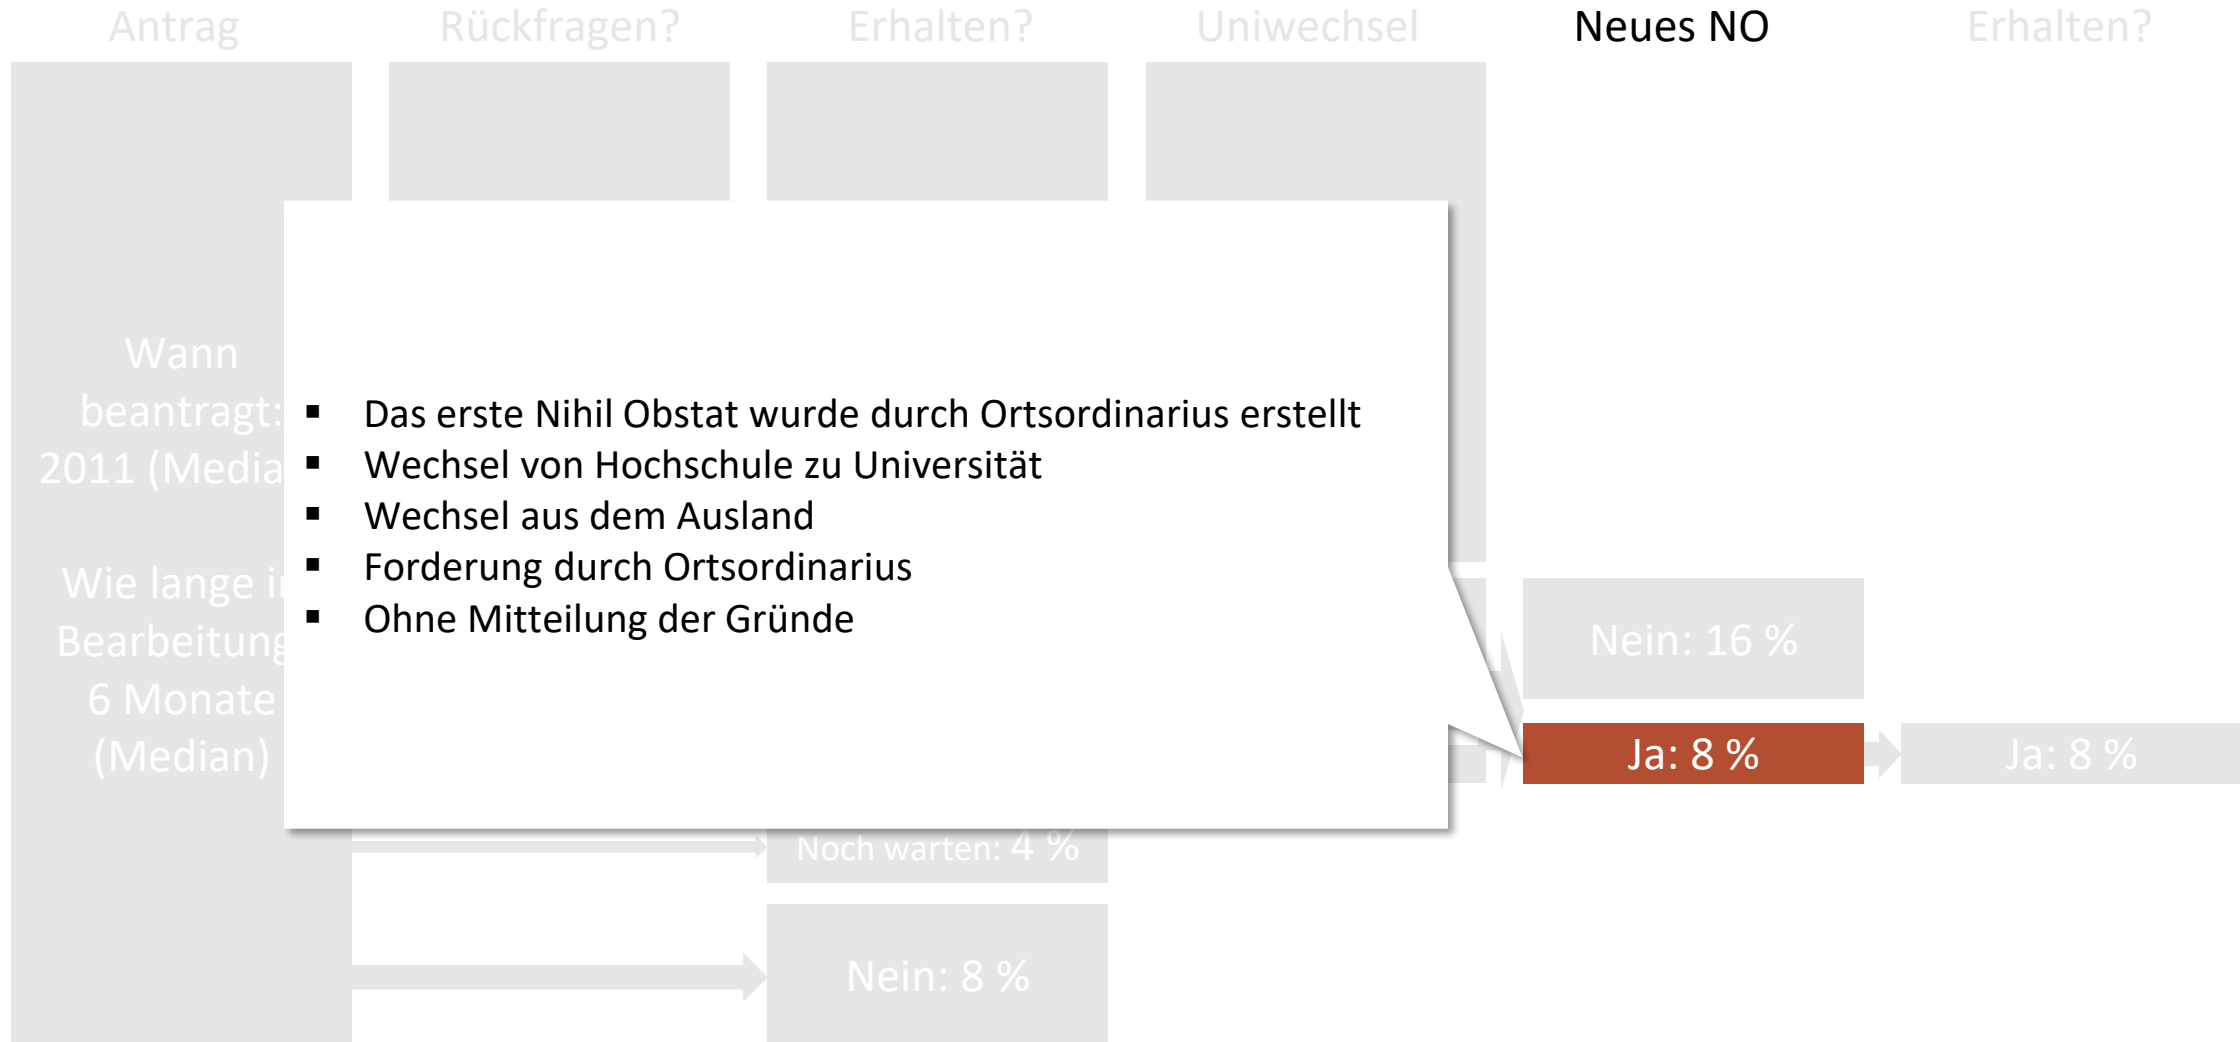 Antrag
Rückfragen?
Erhalten?
Uniwechsel
Neues NO
Erhalten?
Wann
beantragt:
2011
Wie lange
Bearbeitung
6 Monate
(Median)
▪ Das erste Nihil Obstat wurde durch Ortsordinarius erstellt
▪ Wechsel von Hochschule zu Universität
▪ Wechsel aus dem Ausland
▪ Forderung durch Ortsordinarius
▪ Ohne Mitteilung der Gründe
Nein: 16 %
Ja: 8 %
Ja: 8 %
Noch warten: 4 %
Nein: 8 %